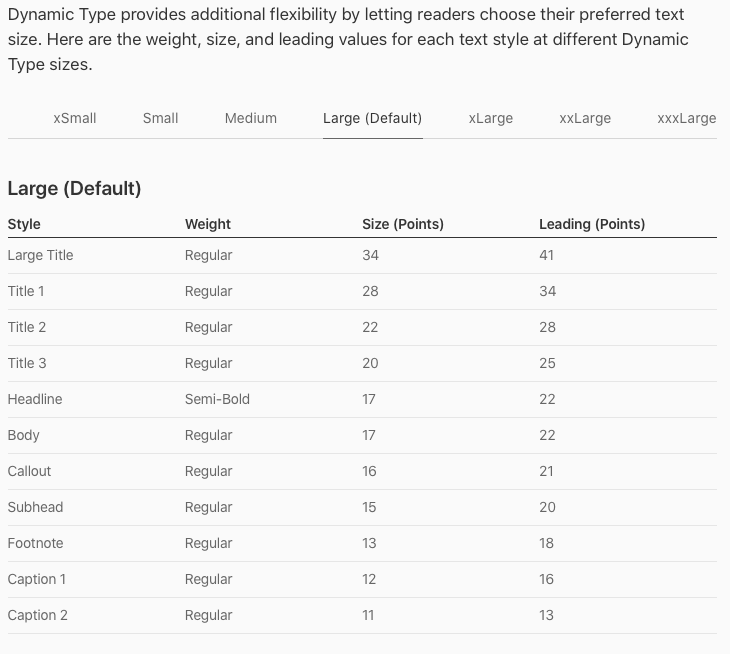 Dynamic Type provides additional flexibility by letting readers choose their preferred text
size. Here are the weight, size, and leading values for each text style at different Dynamic
Type sizes.
xSmall Small Medium Large (Default) xLarge xxLarge xxxLarge
Large (Default)
Style Weight Size (Points) Leading (Points)
Large Title Regular 34 41
Title 1 Regular 28 34
Title 2 Regular 22 28
Title 3 Regular 20 25
Headline Semi-Bold 17 22
Body Regular 17 22
Callout Regular 16 21
Subhead Regular 15 20
Footnote Regular 13 18
Caption 1 Regular 12 16
Caption 2 Regular 11 13